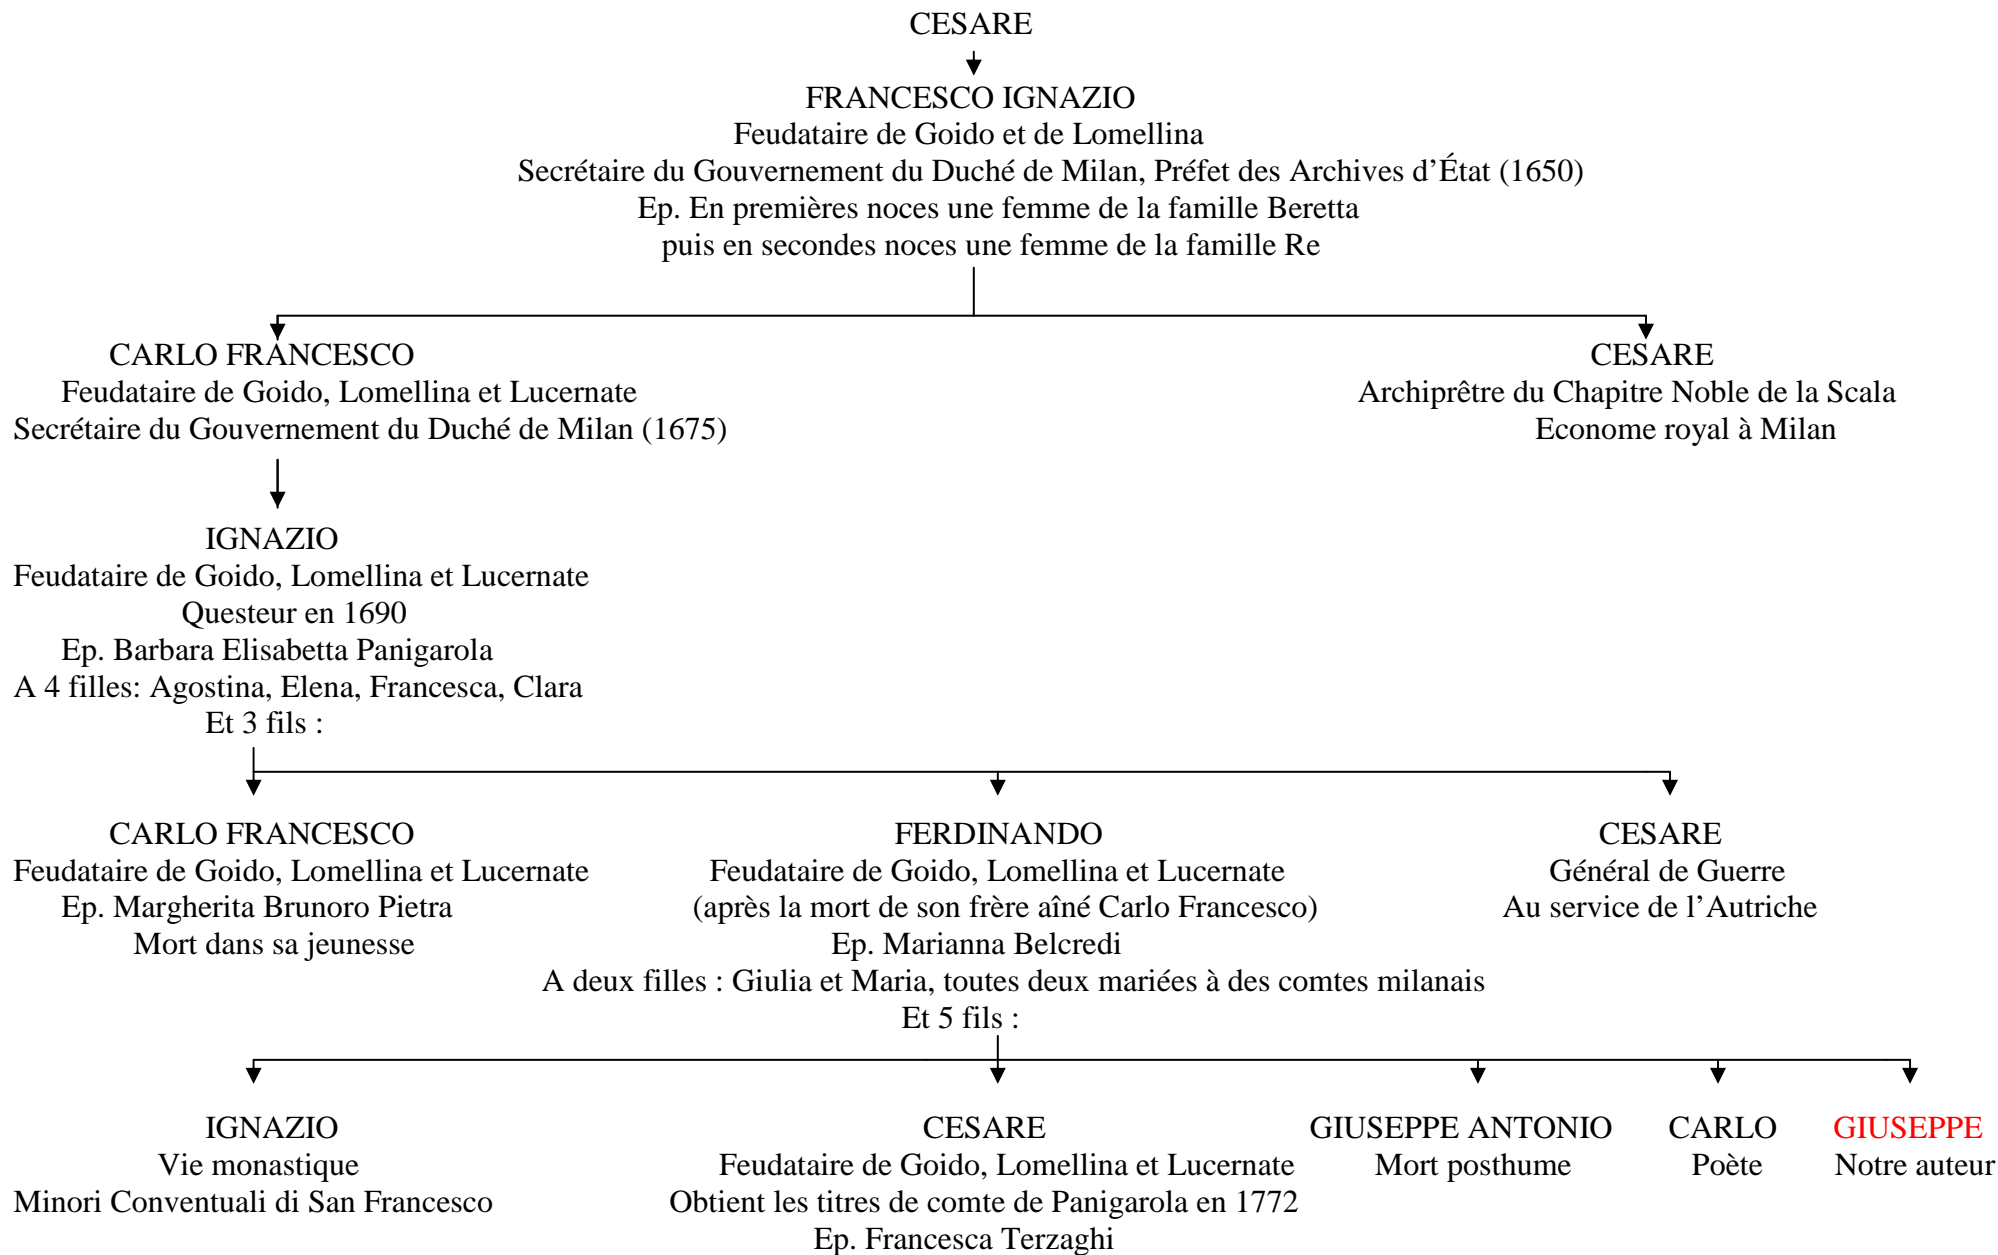 CESARE
FRANCESCO IGNAZIO
Feudataire de Goido et de Lomellina
Secrétaire du Gouvernement du Duché de Milan, Préfet des Archives d’État (1650)
Ep. En premières noces une femme de la famille Beretta
puis en secondes noces une femme de la famille Re
CARLO FRANCESCO
Feudataire de Goido, Lomellina et Lucernate
Secrétaire du Gouvernement du Duché de Milan (1675)
CESARE
Archiprêtre du Chapitre Noble de la Scala
Econome royal à Milan
IGNAZIO
Feudataire de Goido, Lomellina et Lucernate
Questeur en 1690
Ep. Barbara Elisabetta Panigarola
A 4 filles: Agostina, Elena, Francesca, Clara
Et 3 fils :
CARLO FRANCESCO
Feudataire de Goido, Lomellina et Lucernate
Ep. Margherita Brunoro Pietra
Mort dans sa jeunesse
FERDINANDO
Feudataire de Goido, Lomellina et Lucernate
(après la mort de son frère aîné Carlo Francesco)
Ep. Marianna Belcredi
A deux filles : Giulia et Maria, toutes deux mariées à des comtes milanais
Et 5 fils :
CESARE
Général de Guerre
Au service de l’Autriche
IGNAZIO
Vie monastique
Minori Conventuali di San Francesco
CESARE
Feudataire de Goido, Lomellina et Lucernate
Obtient les titres de comte de Panigarola en 1772
Ep. Francesca Terzaghi
GIUSEPPE ANTONIO
Mort posthume
CARLO
Poète
GIUSEPPE
Notre auteur